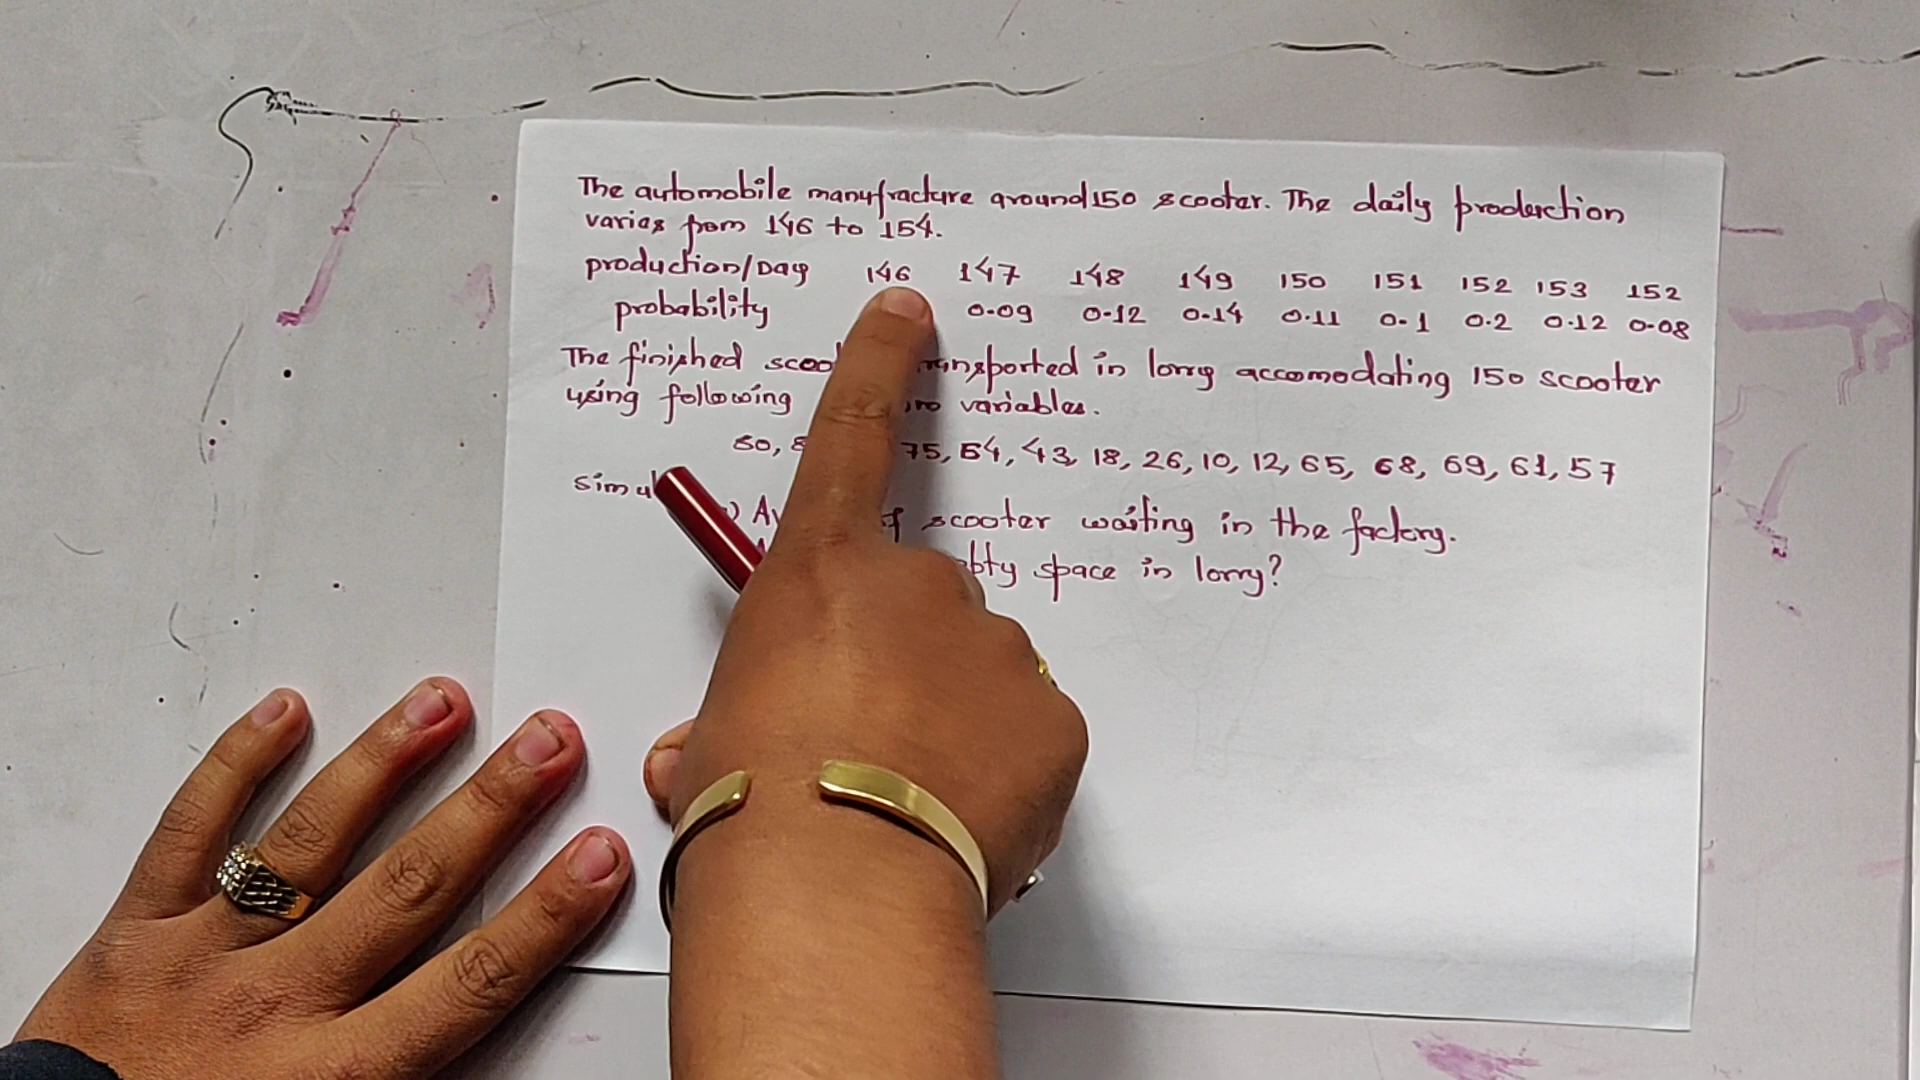 The automobile manufracture around 150 scooter. The daily production
varies from 146 to 154.
production/Day 146 147 148 149 150 151 152 153 152
probability 0.09 0.12 0.14 0.11 0.1 0.2 0.12 0.08
The finished transported in lorry accomodating 150 scooter
using following variables.
80, 75, 54, 43, 18, 26, 10, 12, 65, 68, 69, 61, 57
scooter waiting in the factory.
space in lorry?